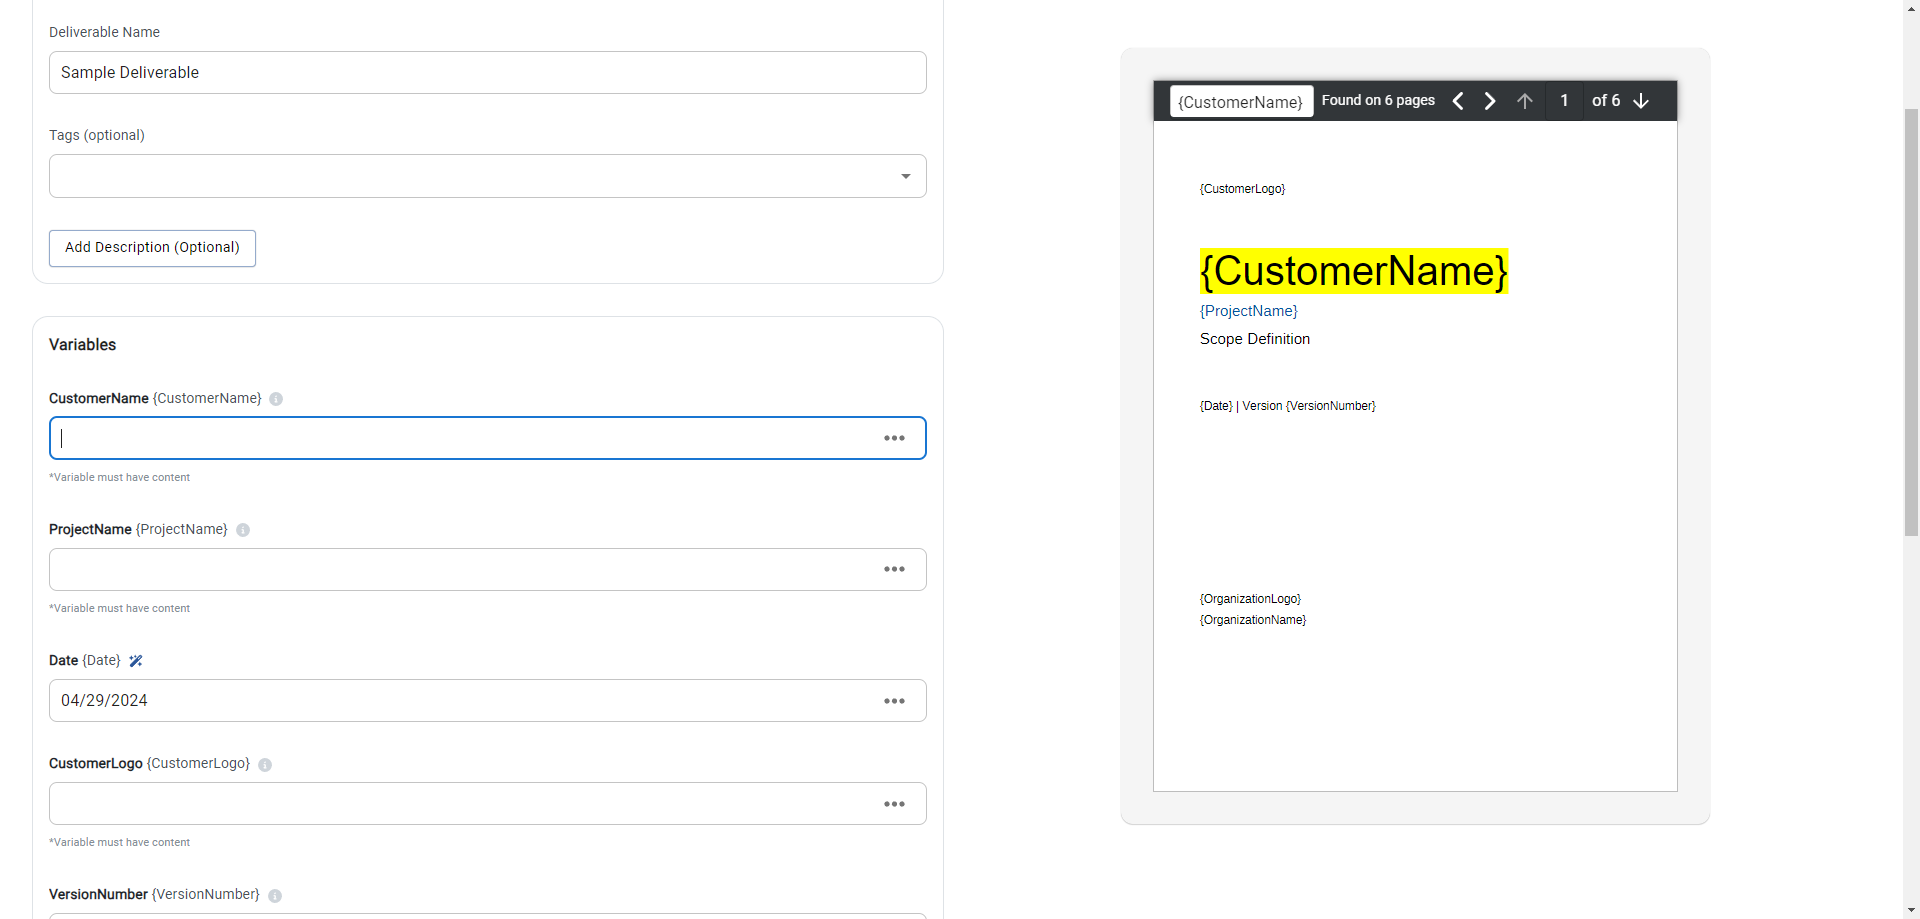 Deliverable Name
Sample Deliverable
Tags (optional)
Add Description (Optional)
Variables
CustomerName {CustomerName}
*Variable must have content
ProjectName {ProjectName}
*Variable must have content
Date {Date}
04/29/2024
CustomerLogo {CustomerLogo}
*Variable must have content
VersionNumber {VersionNumber}
{CustomerName} Found on 6 pages 1 of 6
{CustomerLogo}
{CustomerName}
{ProjectName}
Scope Definition
{Date} | Version {VersionNumber}
{OrganizationLogo}
{OrganizationName}